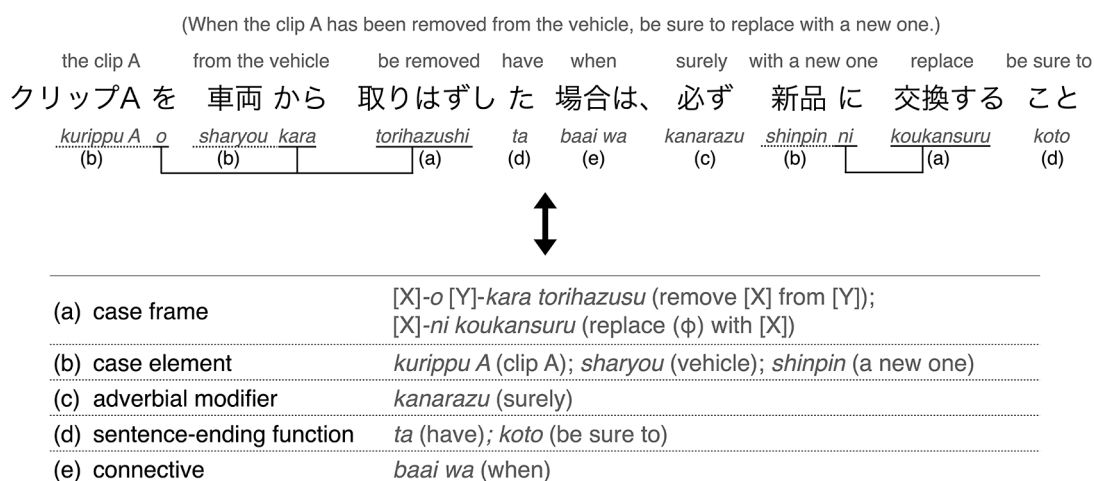 (When the clip A has been removed from the vehicle, be sure to replace with a new one.)
the clip A from the vehicle be removed have when surely with a new one replace be sure to
クリップA を 車両 から 取りはずし た 場合は、 必ず 新品 に 交換する こと
kurippu A o sharyou kara torihazushi ta baai wa kanarazu shinpin ni koukansuru koto
(b) (b) (a) (d) (e) (c) (b) (a) (d)
(a) case frame [X]-o [Y]-kara torihazusu (remove [X] from [Y]);
[X]-ni koukansuru (replace (ϕ) with [X])
(b) case element kurippu A (clip A); sharyou (vehicle); shinpin (a new one)
(c) adverbial modifier kanarazu (surely)
(d) sentence-ending function ta (have); koto (be sure to)
(e) connective baai wa (when)